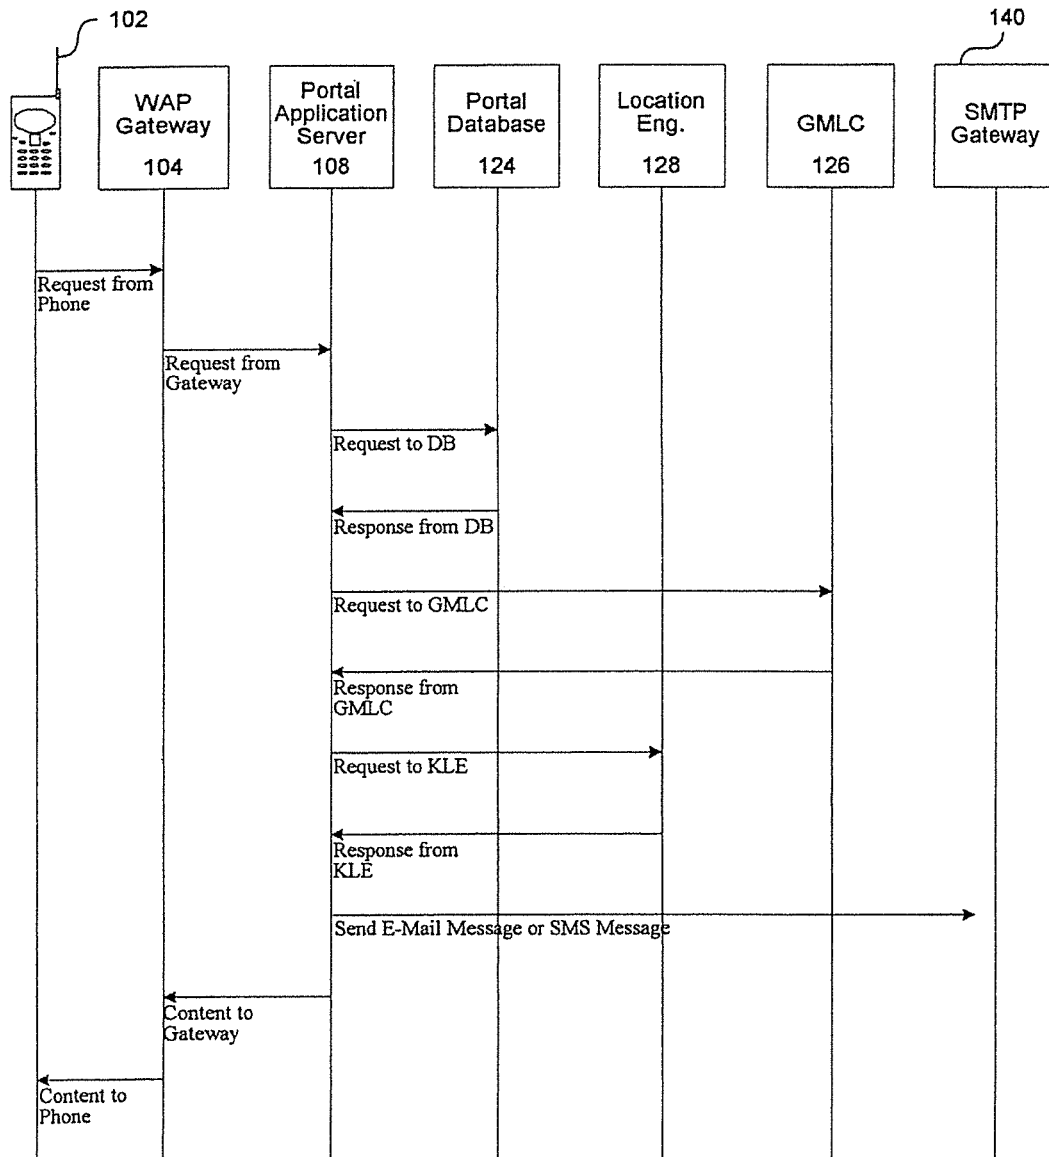 102
140
WAP
Gateway
104
Portal
Application
Server
108
Portal
Database
124
Location
Eng.
128
GMLC
126
SMTP
Gateway
Request from
Phone
Request from
Gateway
Request to DB
Response from DB
Request to GMLC
Response from
GMLC
Request to KLE
Response from
KLE
Send E-Mail Message or SMS Message
Content to
Gateway
Content to
Phone